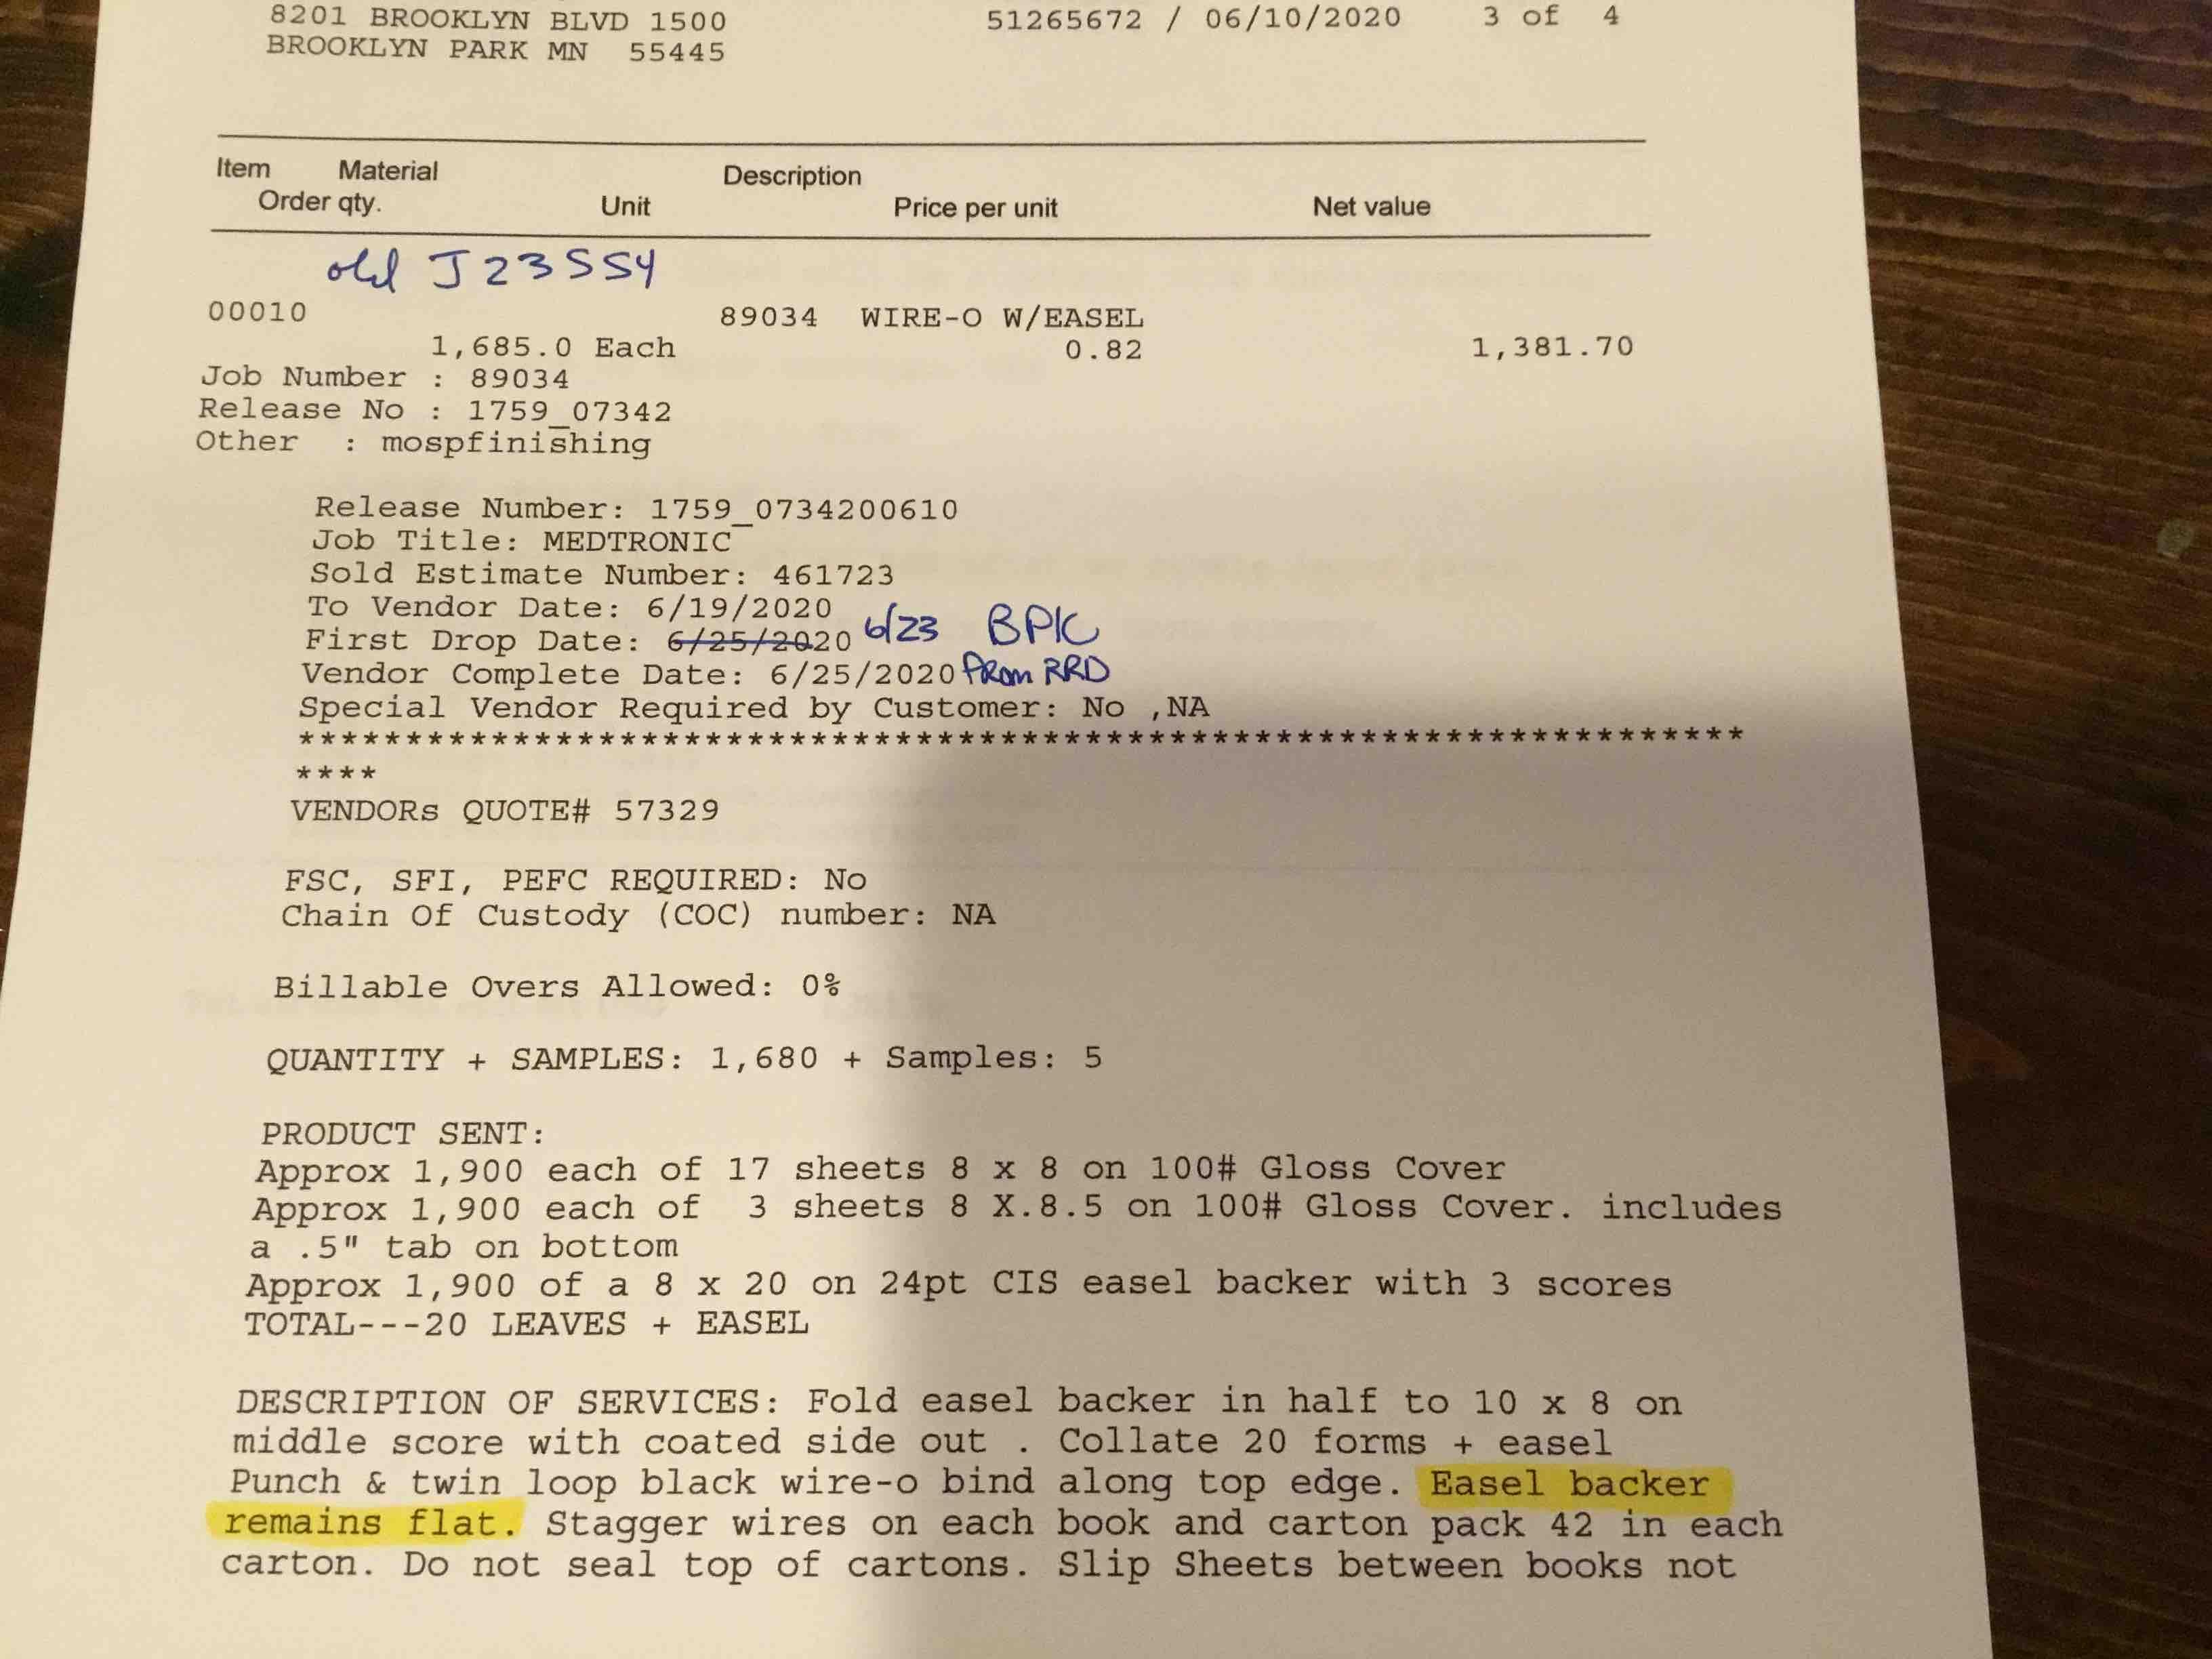 8201 BROOKLYN BLVD 1500 51265672 / 06/10/2020 3 of 4
BROOKLYN PARK MN 55445
Item Material Description
Order qty. Unit Price per unit Net value
old J23554
00010 89034 WIRE-O W/EASEL
1,685.0 Each 0.82 1,381.70
Job Number : 89034
Release No : 1759_07342
Other : mospfinishing
Release Number: 1759_0734200610
Job Title: MEDTRONIC
Sold Estimate Number: 461723
To Vendor Date: 6/19/2020
First Drop Date: 6/25/2020 6/23 BPIC
Vendor Complete Date: 6/25/2020 From RRD
Special Vendor Required by Customer: No ,NA
********************************************************************
****
VENDORs QUOTE# 57329
FSC, SFI, PEFC REQUIRED: No
Chain Of Custody (COC) number: NA
Billable Overs Allowed: 0%
QUANTITY + SAMPLES: 1,680 + Samples: 5
PRODUCT SENT:
Approx 1,900 each of 17 sheets 8 x 8 on 100# Gloss Cover
Approx 1,900 each of 3 sheets 8 X.8.5 on 100# Gloss Cover. includes
a .5" tab on bottom
Approx 1,900 of a 8 x 20 on 24pt CIS easel backer with 3 scores
TOTAL---20 LEAVES + EASEL
DESCRIPTION OF SERVICES: Fold easel backer in half to 10 x 8 on
middle score with coated side out . Collate 20 forms + easel
Punch & twin loop black wire-o bind along top edge. Easel backer
remains flat. Stagger wires on each book and carton pack 42 in each
carton. Do not seal top of cartons. Slip Sheets between books not